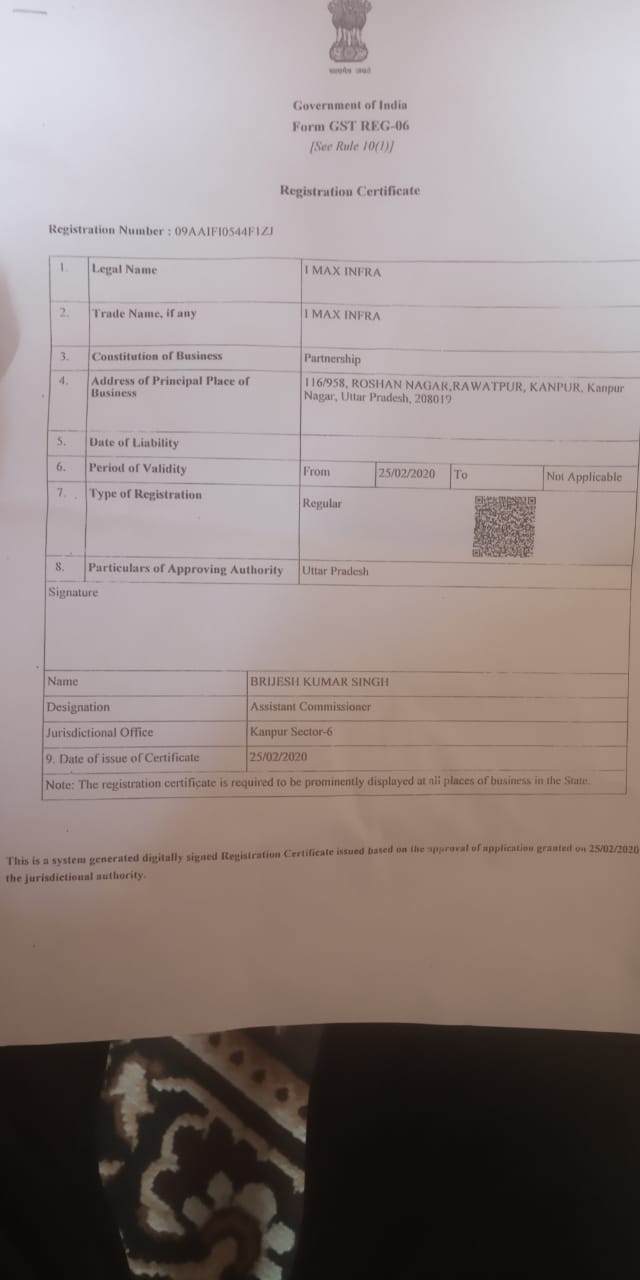 सत्यमेव जयते
Government of India
Form GST REG-06
[See Rule 10(1)]
Registration Certificate
Registration Number : 09AAIFI0544F1ZJ
1. Legal Name I MAX INFRA
2. Trade Name, if any I MAX INFRA
3. Constitution of Business Partnership
4. Address of Principal Place of Business 116/958, ROSHAN NAGAR,RAWATPUR, KANPUR, Kanpur
Nagar, Uttar Pradesh, 208019
5. Date of Liability
6. Period of Validity From 25/02/2020 To Not Applicable
7. Type of Registration Regular
8. Particulars of Approving Authority Uttar Pradesh
Signature
Name BRIJESH KUMAR SINGH
Designation Assistant Commissioner
Jurisdictional Office Kanpur Sector-6
9. Date of issue of Certificate 25/02/2020
Note: The registration certificate is required to be prominently displayed at all places of business in the State.
This is a system generated digitally signed Registration Certificate issued based on the approval of application granted on 25/02/2020
the jurisdictional authority.